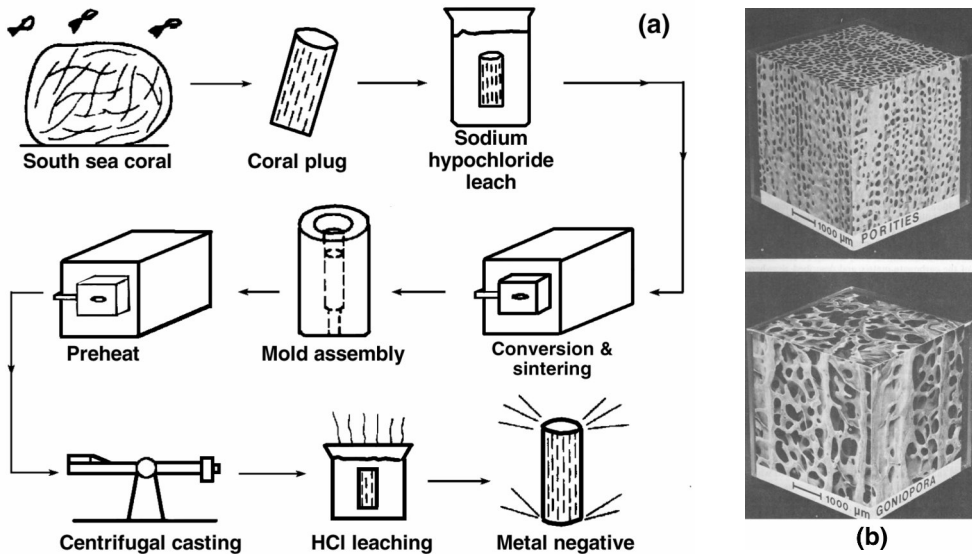 (a)
South sea coral
Coral plug
Sodium
hypochloride
leach
Preheat
Mold assembly
Conversion &
sintering
Centrifugal casting
HCl leaching
Metal negative
1000 μm
PORITIES
1000 μm
GONIOPORA
(b)